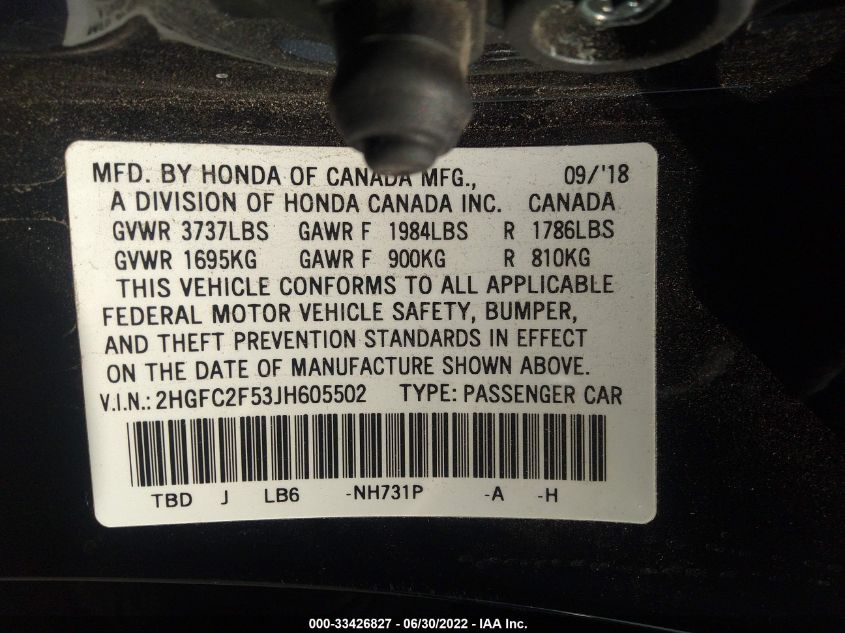 MFD. BY HONDA OF CANADA MFG., 09/'18
A DIVISION OF HONDA CANADA INC. CANADA
GVWR 3737LBS GAWR F 1984LBS R 1786LBS
GVWR 1695KG GAWR F 900KG R 810KG
THIS VEHICLE CONFORMS TO ALL APPLICABLE
FEDERAL MOTOR VEHICLE SAFETY, BUMPER,
AND THEFT PREVENTION STANDARDS IN EFFECT
ON THE DATE OF MANUFACTURE SHOWN ABOVE.
V.I.N.: 2HGFC2F53JH605502 TYPE: PASSENGER CAR
TBD J LB6 -NH731P -A -H
000-33426827 - 06/30/2022 - IAA Inc.